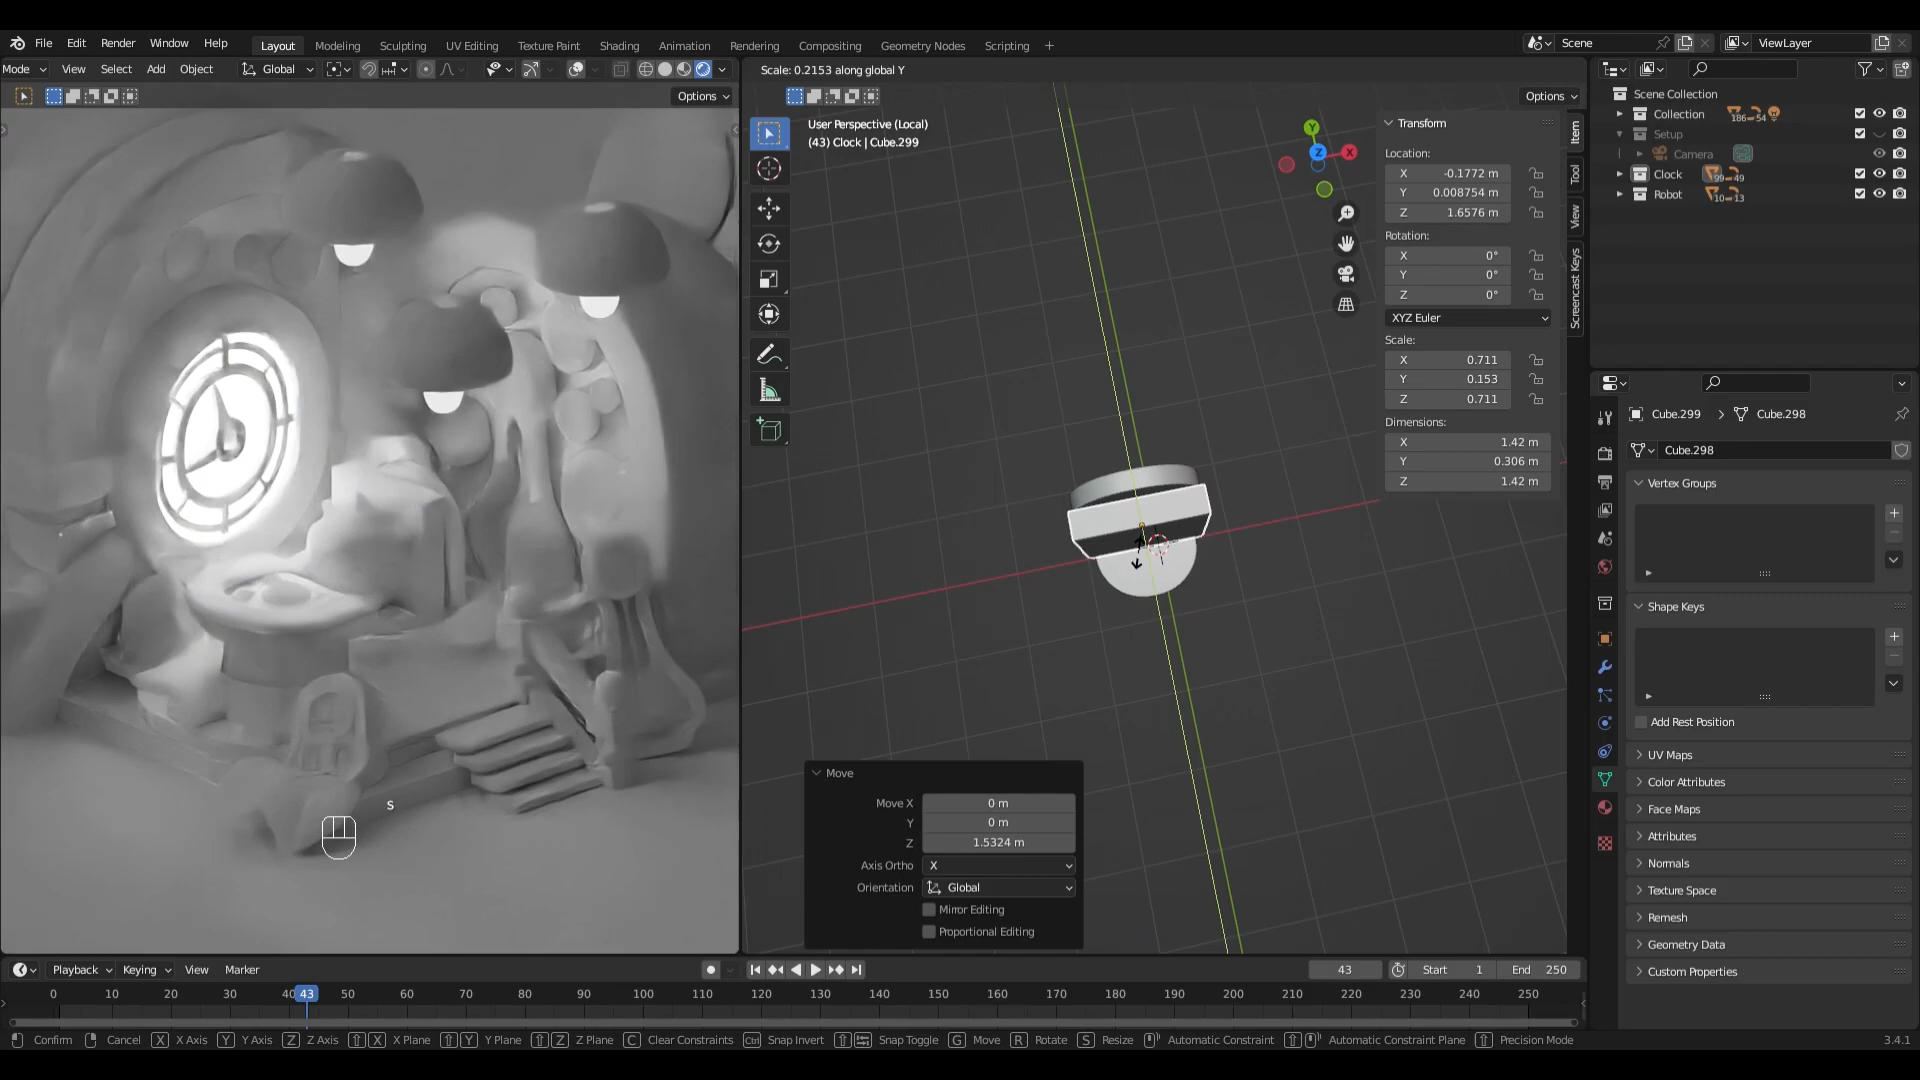 File Edit Render Window Help Layout Modeling Sculpting UV Editing Texture Paint Shading Animation Rendering Compositing Geometry Nodes Scripting + Scene ViewLayer
Mode View Select Add Object Global Scale: 0.2153 along global Y
Options Options
User Perspective (Local)
(43) Clock | Cube.299
Y
Z X
Transform
Location:
X -0.1772 m
Y 0.008754 m
Z 1.6576 m
Rotation:
X 0°
Y 0°
Z 0°
XYZ Euler
Scale:
X 0.711
Y 0.153
Z 0.711
Dimensions:
X 1.42 m
Y 0.306 m
Z 1.42 m
Item
Tool
View
Screencast Keys
Scene Collection
Collection 186 54
Setup
Camera
Clock 99 49
Robot 10 13
Cube.299 > Cube.298
Cube.298
Vertex Groups
Shape Keys
Add Rest Position
UV Maps
Color Attributes
Face Maps
Attributes
Normals
Texture Space
Remesh
Geometry Data
Custom Properties
s
Move
Move X 0 m
Y 0 m
Z 1.5324 m
Axis Ortho X
Orientation Global
Mirror Editing
Proportional Editing
Playback Keying View Marker 43 Start 1 End 250
0 10 20 30 40 43 50 60 70 80 90 100 110 120 130 140 150 160 170 180 190 200 210 220 230 240 250
Confirm Cancel X X Axis Y Y Axis Z Z Axis X X Plane Y Y Plane Z Z Plane C Clear Constraints Ctrl Snap Invert Snap Toggle G Move R Rotate S Resize Automatic Constraint Automatic Constraint Plane Precision Mode 3.4.1